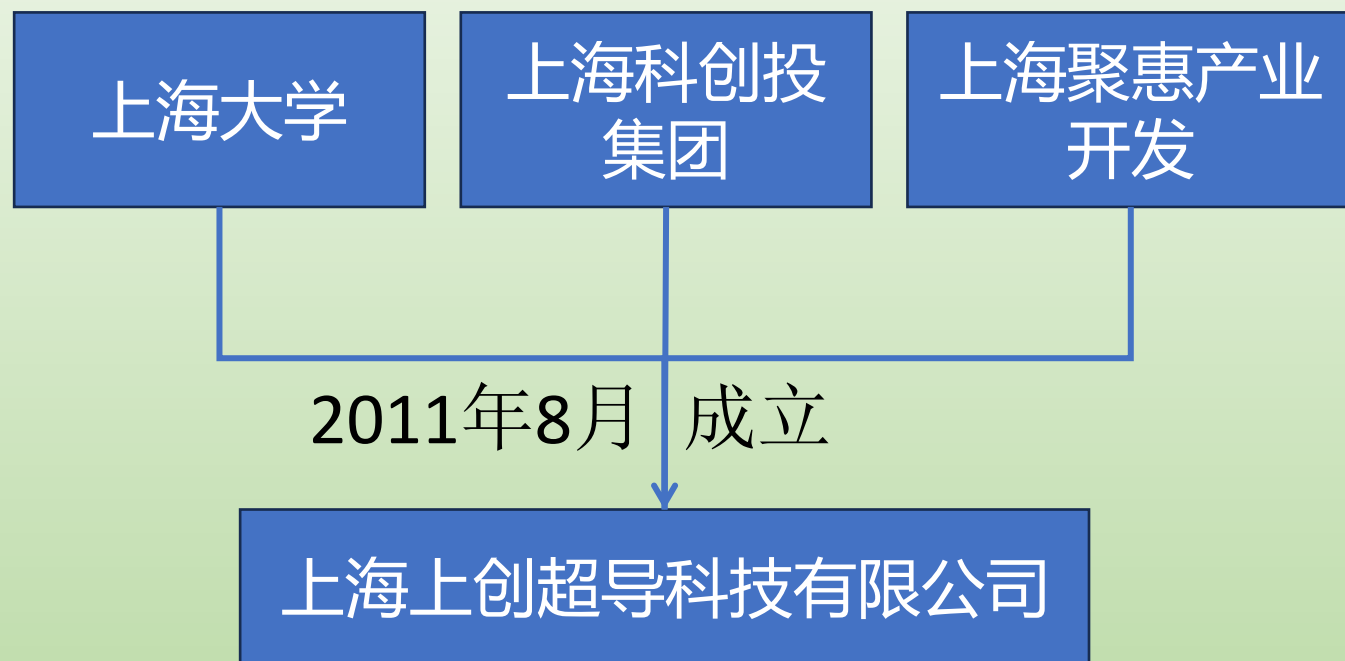 上海大学
上海科创投
集团
上海聚惠产业
开发
2011年8月 成立
上海上创超导科技有限公司